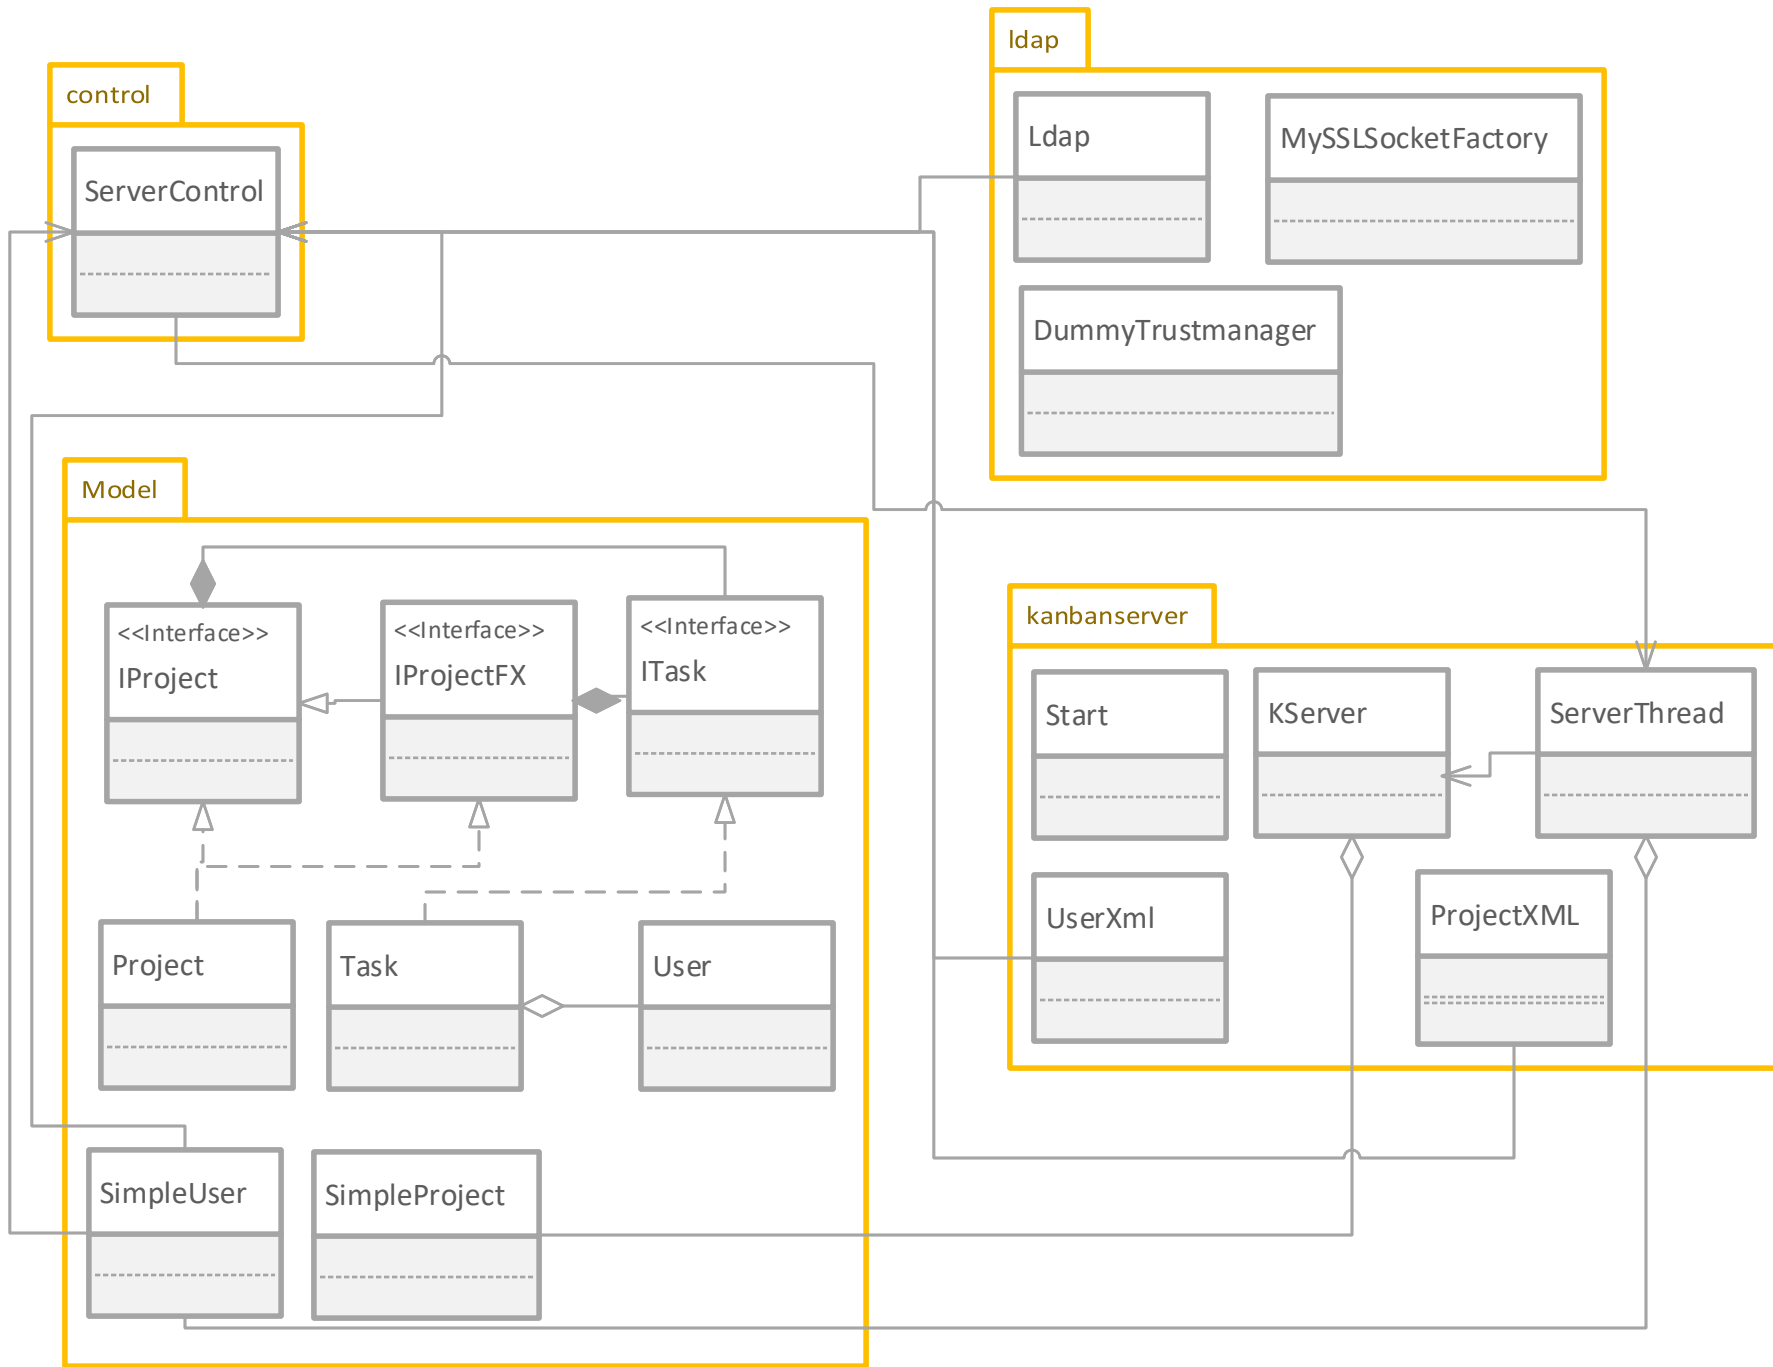 ldap
control
Ldap
MySSLSocketFactory
ServerControl
DummyTrustmanager
Model
kanbanserver
<<Interface>>
IProject
<<Interface>>
IProjectFX
<<Interface>>
ITask
Start
KServer
ServerThread
UserXml
ProjectXML
Project
Task
User
SimpleUser
SimpleProject